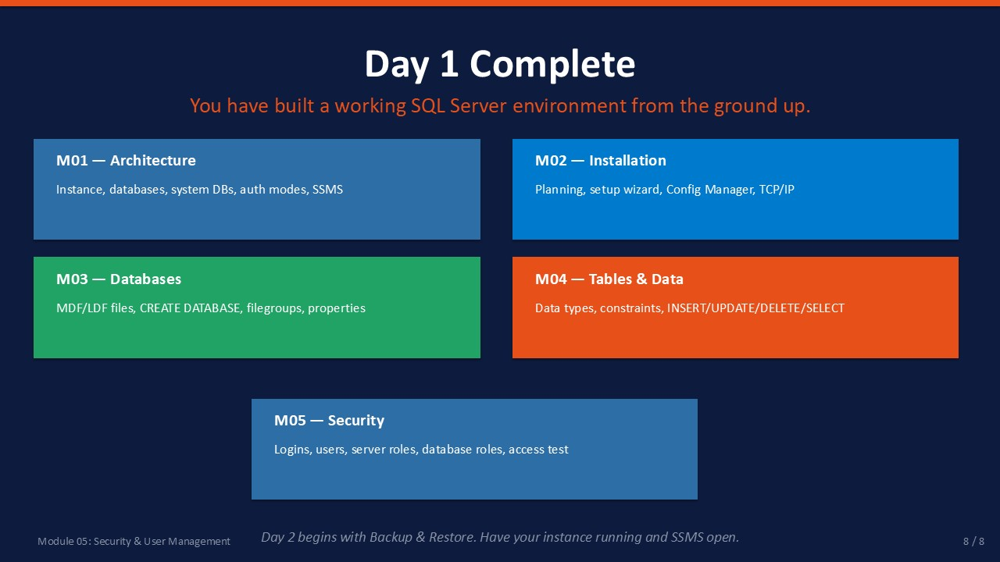 Day 1 Complete
You have built a working SQL Server environment from the ground up.
M01 — Architecture
Instance, databases, system DBs, auth modes, SSMS
M02 — Installation
Planning, setup wizard, Config Manager, TCP/IP
M03 — Databases
MDF/LDF files, CREATE DATABASE, filegroups, properties
M04 — Tables & Data
Data types, constraints, INSERT/UPDATE/DELETE/SELECT
M05 — Security
Logins, users, server roles, database roles, access test
Day 2 begins with Backup & Restore. Have your instance running and SSMS open.
Module 05: Security & User Management
8 / 8